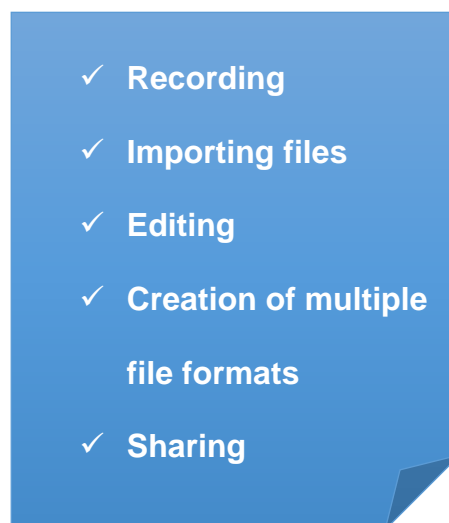 ✓ Recording
✓ Importing files
✓ Editing
✓ Creation of multiple
file formats
✓ Sharing